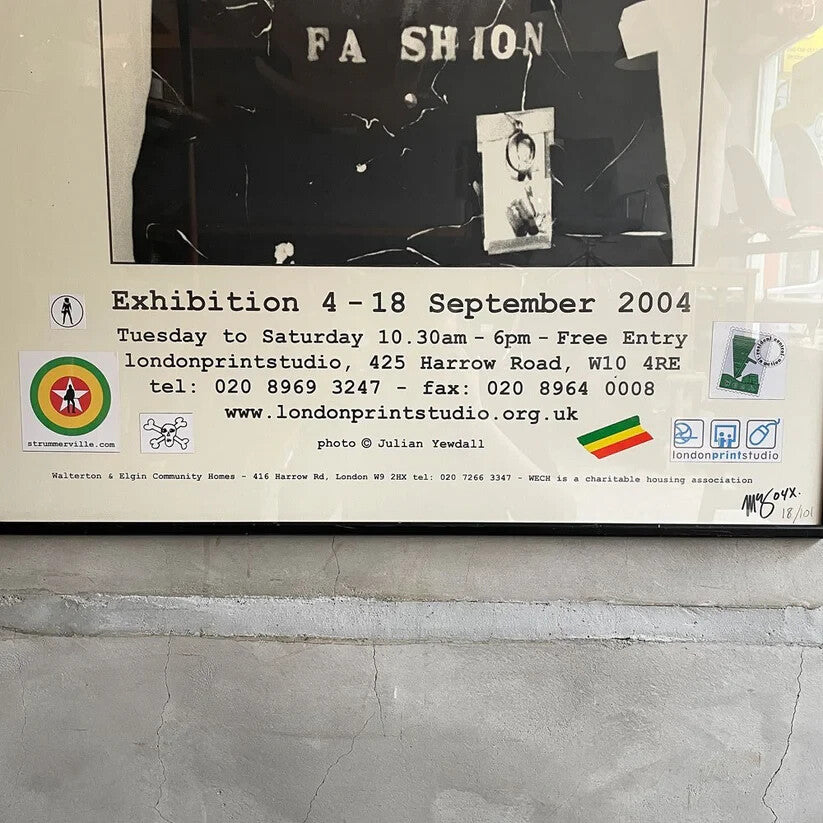 FASHION
Exhibition 4 - 18 September 2004
Tuesday to Saturday 10.30am - 6pm - Free Entry
londonprintstudio, 425 Harrow Road, W10 4RE
tel: 020 8969 3247 - fax: 020 8964 0008
www.londonprintstudio.org.uk
strummerville.com
photo © Julian Yewdall
londonprintstudio
Walterton & Elgin Community Homes - 416 Harrow Rd, London W9 2HX tel: 020 7266 3347 - WECH is a charitable housing association
18/101